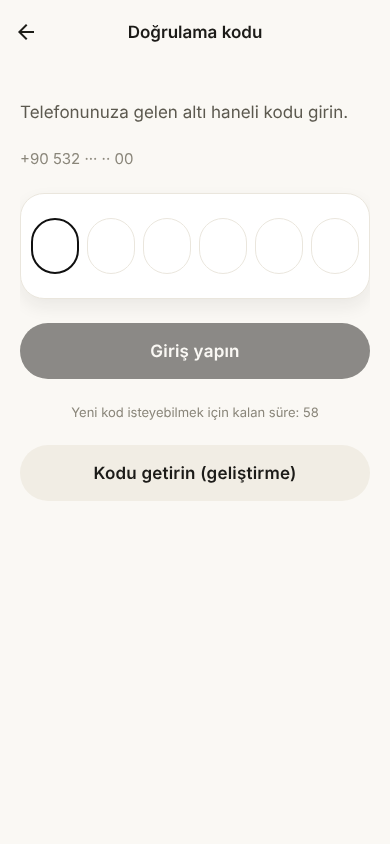 Doğrulama kodu
Telefonunuza gelen altı haneli kodu girin.
+90 532 ··· ·· 00
Giriş yapın
Yeni kod isteyebilmek için kalan süre: 58
Kodu getirin (geliştirme)